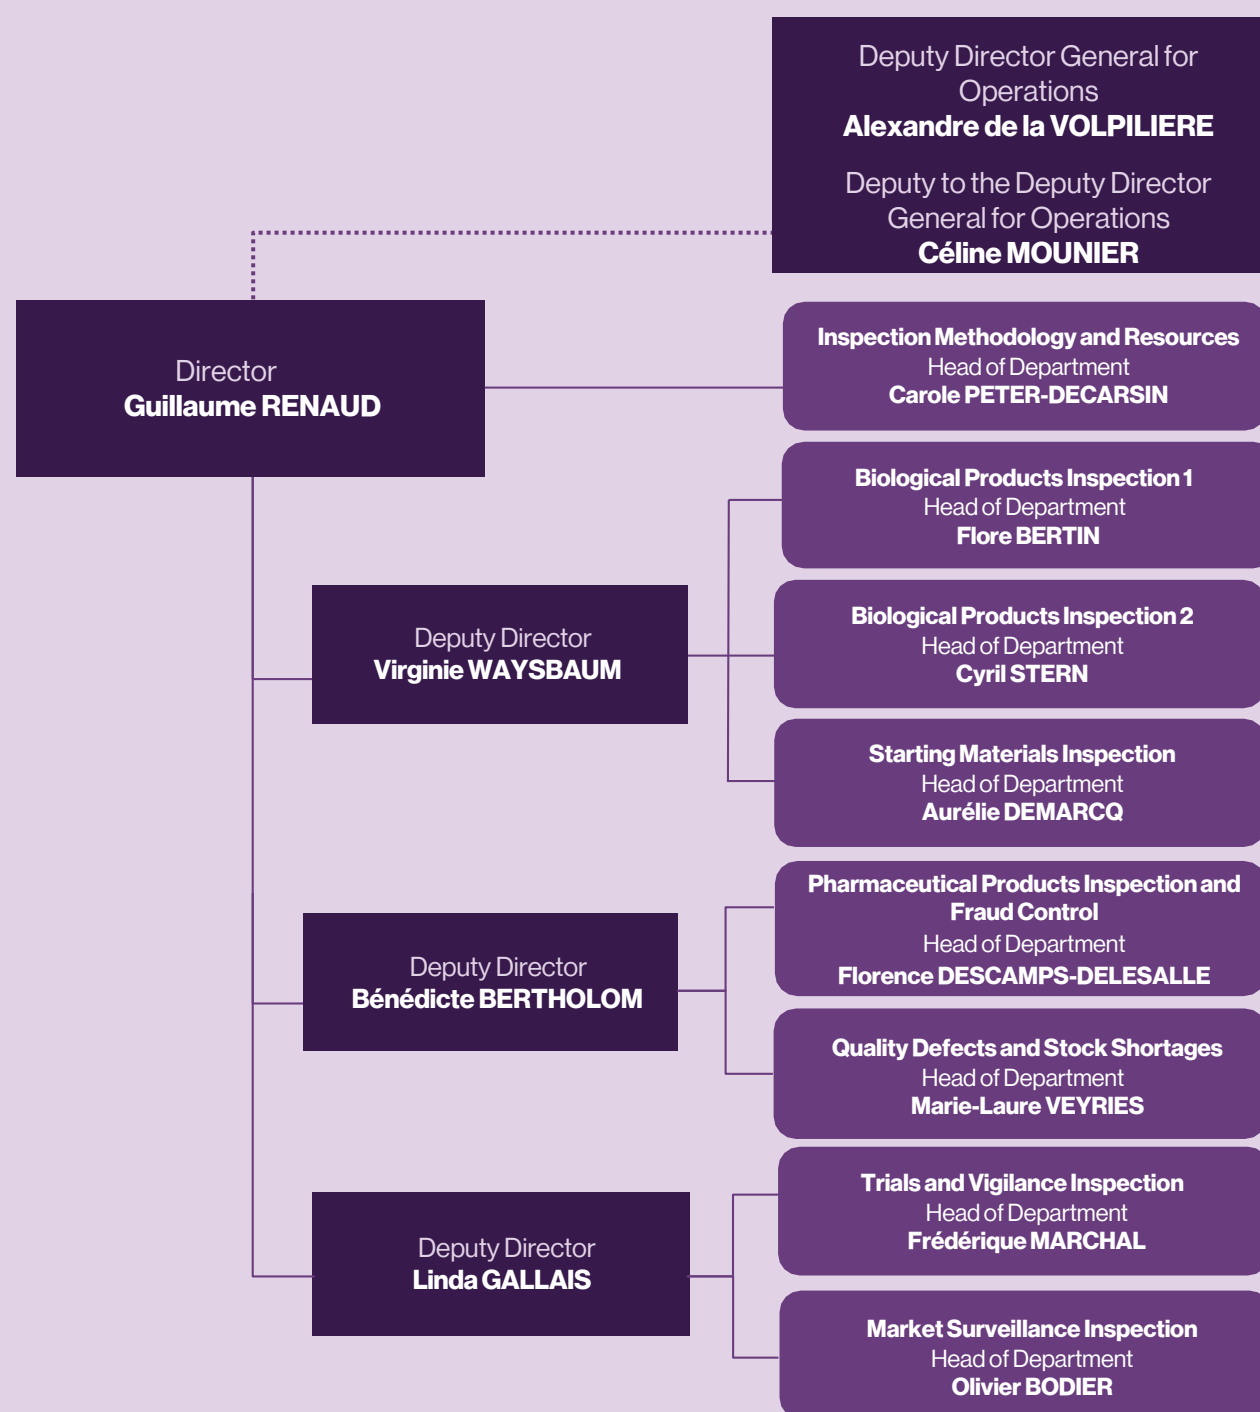 Deputy Director General for
Operations
Alexandre de la VOLPILIERE
Deputy to the Deputy Director
General for Operations
Céline MOUNIER
Director
Guillaume RENAUD
Inspection Methodology and Resources
Head of Department
Carole PETER-DECARSIN
Biological Products Inspection 1
Head of Department
Flore BERTIN
Deputy Director
Virginie WAYSBAUM
Biological Products Inspection 2
Head of Department
Cyril STERN
Starting Materials Inspection
Head of Department
Aurélie DEMARCQ
Deputy Director
Bénédicte BERTHOLOM
Pharmaceutical Products Inspection and
Fraud Control
Head of Department
Florence DESCAMPS-DELESALLE
Quality Defects and Stock Shortages
Head of Department
Marie-Laure VEYRIES
Deputy Director
Linda GALLAIS
Trials and Vigilance Inspection
Head of Department
Frédérique MARCHAL
Market Surveillance Inspection
Head of Department
Olivier BODIER